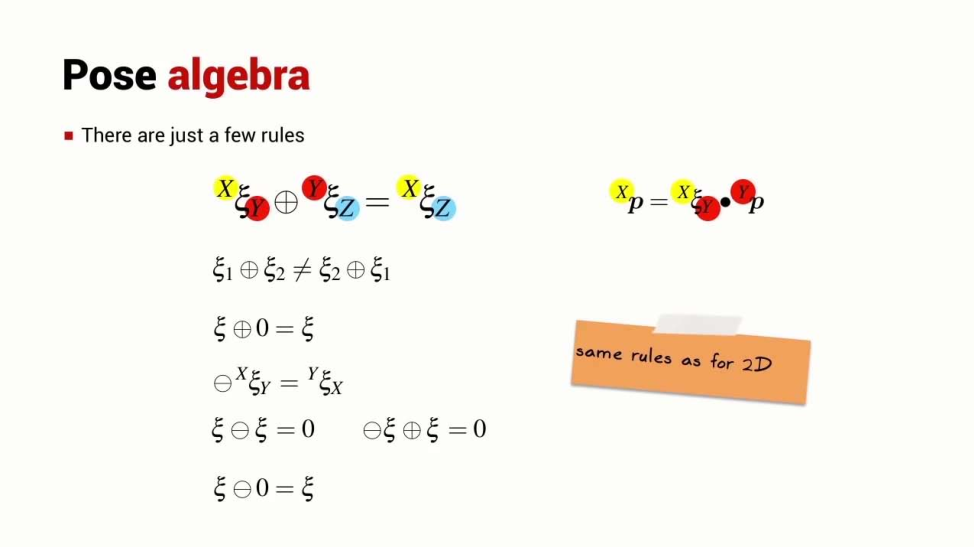 Pose algebra
There are just a few rules
$^{X}\xi_{Y} \oplus {}^{Y}\xi_{Z} = {}^{X}\xi_{Z}$
$^{X}p = {}^{X}\xi_{Y} \bullet {}^{Y}p$
$\xi_1 \oplus \xi_2 \neq \xi_2 \oplus \xi_1$
$\xi \oplus 0 = \xi$
same rules as for 2D
$\ominus {}^{X}\xi_{Y} = {}^{Y}\xi_{X}$
$\xi \ominus \xi = 0 \quad \ominus\xi \oplus \xi = 0$
$\xi \ominus 0 = \xi$